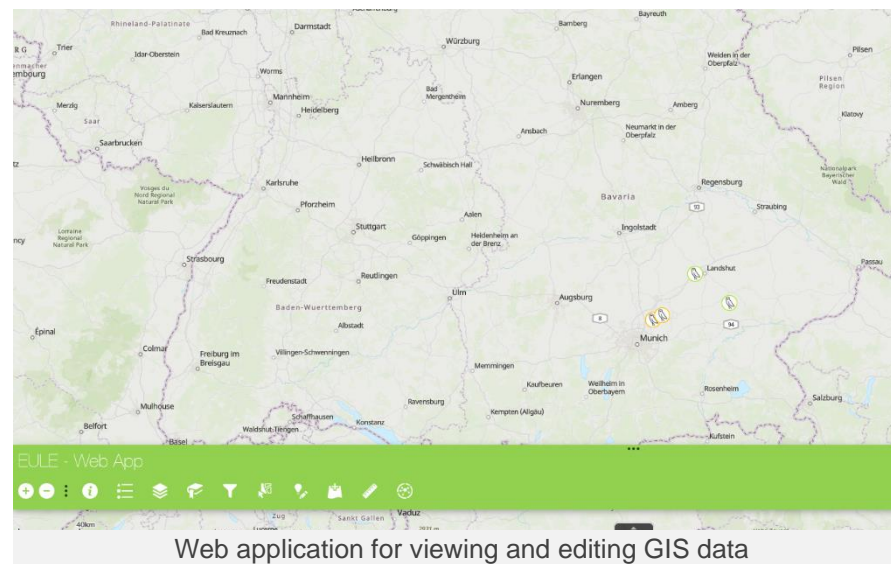 Rhineland-Palatinate
Darmstadt
Bamberg
Bayreuth
Bad Kreuznach
Trier
Idar-Oberstein
Würzburg
Weiden in der Oberpfalz
Pilsen
Worms
Erlangen
Pilsen Region
Merzig
Kaiserslautern
Mannheim
Heidelberg
Bad Mergentheim
Nuremberg
Amberg
Klatovy
Saar
Saarbrucken
Ansbach
Neumarkt in der Oberpfalz
Heilbronn
Schwäbisch Hall
Nationalpark Bayerischer Wald
Vosges du Nord Regional Natural Park
Karlsruhe
Regensburg
Pforzheim
Bavaria
93
Straubing
Aalen
Lorraine Regional Natural Park
Stuttgart
Göppingen
Heidenheim an der Brenz
Ingolstadt
Strasbourg
Passau
Landshut
Freudenstadt
Reutlingen
Ulm
Augsburg
Baden-Wuerttemberg
8
94
Albstadt
Épinal
Munich
Colmar
Freiburg im Breisgau
Villingen-Schwenningen
Memmingen
Kaufbeuren
Weilheim in Oberbayern
Rosenheim
Salzburg
Mulhouse
Ravensburg
Kempten (Allgäu)
Schaffhausen
Konstanz
Belfort
Waldshut-Tiengen
Kufstein
Basel
EULE - Web App
40km
Zug
Sankt Gallen
Vaduz
Web application for viewing and editing GIS data